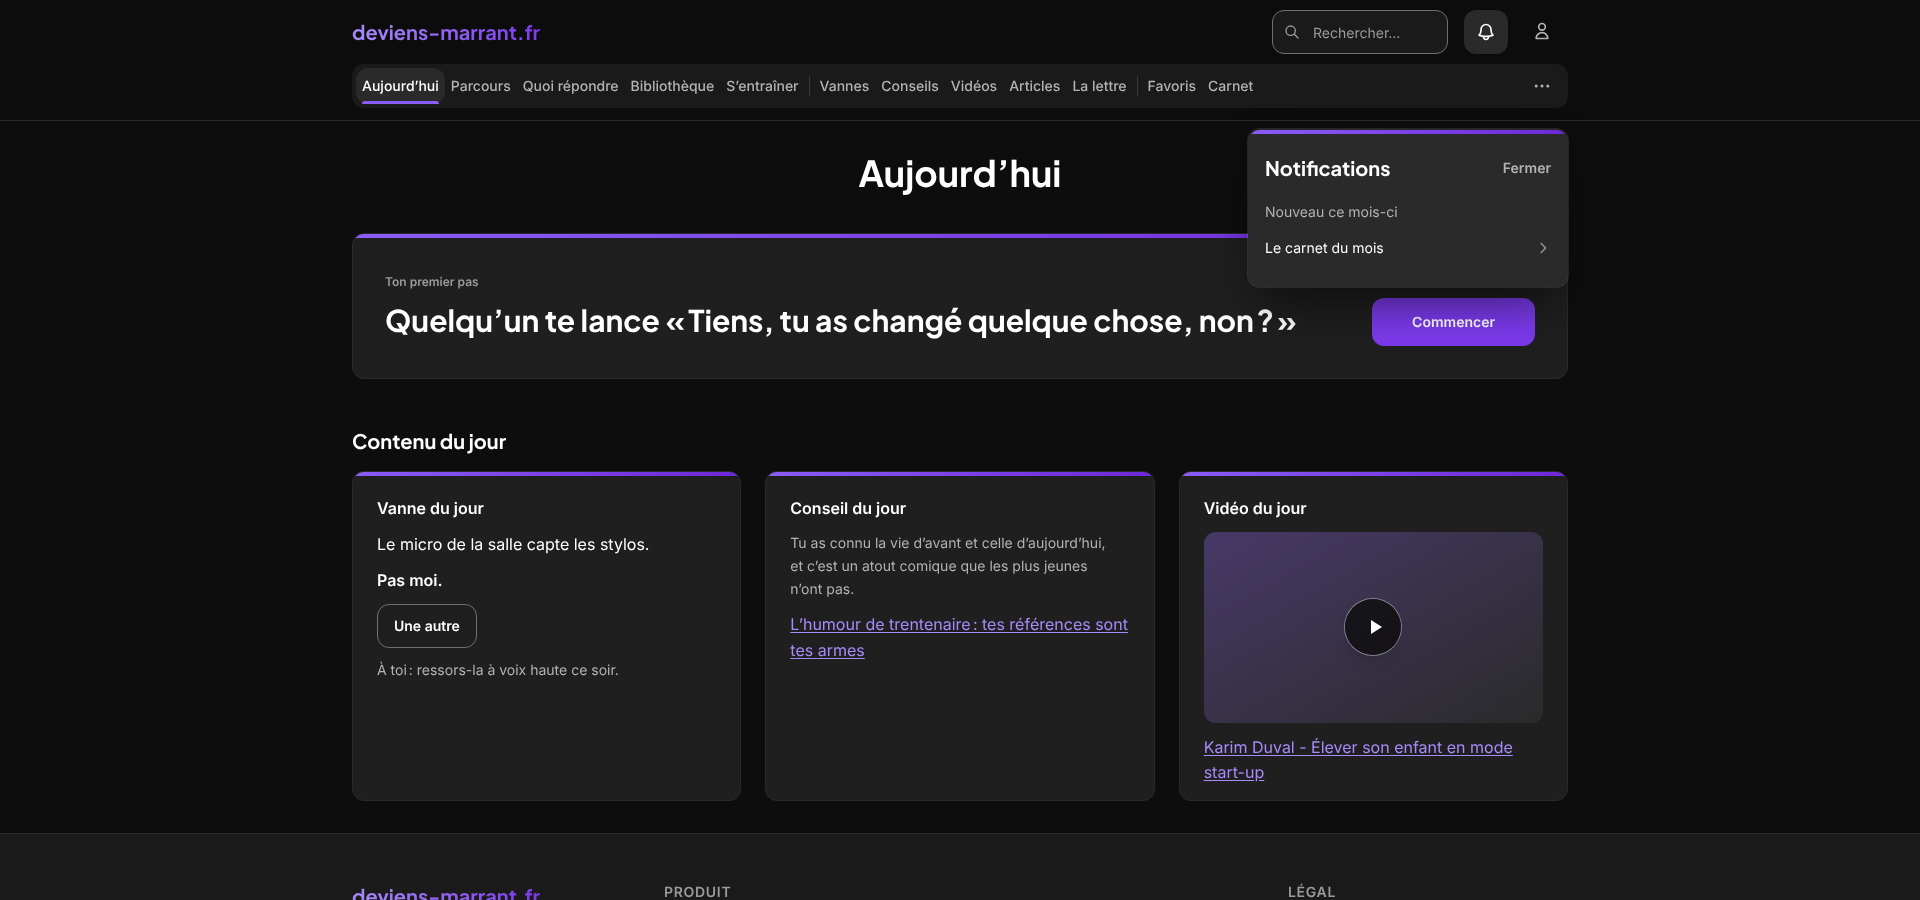 deviens-marrant.fr
Rechercher...
Aujourd’hui Parcours Quoi répondre Bibliothèque S’entraîner Vannes Conseils Vidéos Articles La lettre Favoris Carnet
Notifications
Fermer
Nouveau ce mois-ci
Le carnet du mois
Aujourd’hui
Ton premier pas
Quelqu’un te lance « Tiens, tu as changé quelque chose, non ? »
Commencer
Contenu du jour
Vanne du jour
Le micro de la salle capte les stylos.
Pas moi.
Une autre
À toi : ressors-la à voix haute ce soir.
Conseil du jour
Tu as connu la vie d’avant et celle d’aujourd’hui,
et c’est un atout comique que les plus jeunes
n’ont pas.
L’humour de trentenaire : tes références sont
tes armes
Vidéo du jour
Karim Duval - Élever son enfant en mode
start-up
deviens-marrant.fr
PRODUIT
LÉGAL